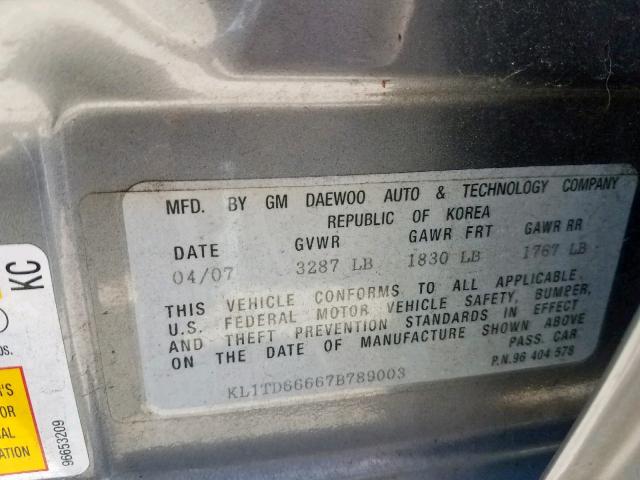 MFD. BY GM DAEWOO AUTO & TECHNOLOGY COMPANY
REPUBLIC OF KOREA
DATE GVWR GAWR FRT GAWR RR
04/07 3287 LB 1830 LB 1767 LB
THIS VEHICLE CONFORMS TO ALL APPLICABLE
U.S. FEDERAL MOTOR VEHICLE SAFETY, BUMPER,
AND THEFT PREVENTION STANDARDS IN EFFECT
ON THE DATE OF MANUFACTURE SHOWN ABOVE
PASS. CAR
P.N.96 404 578
KL1TD66667B789003
KC
96653209